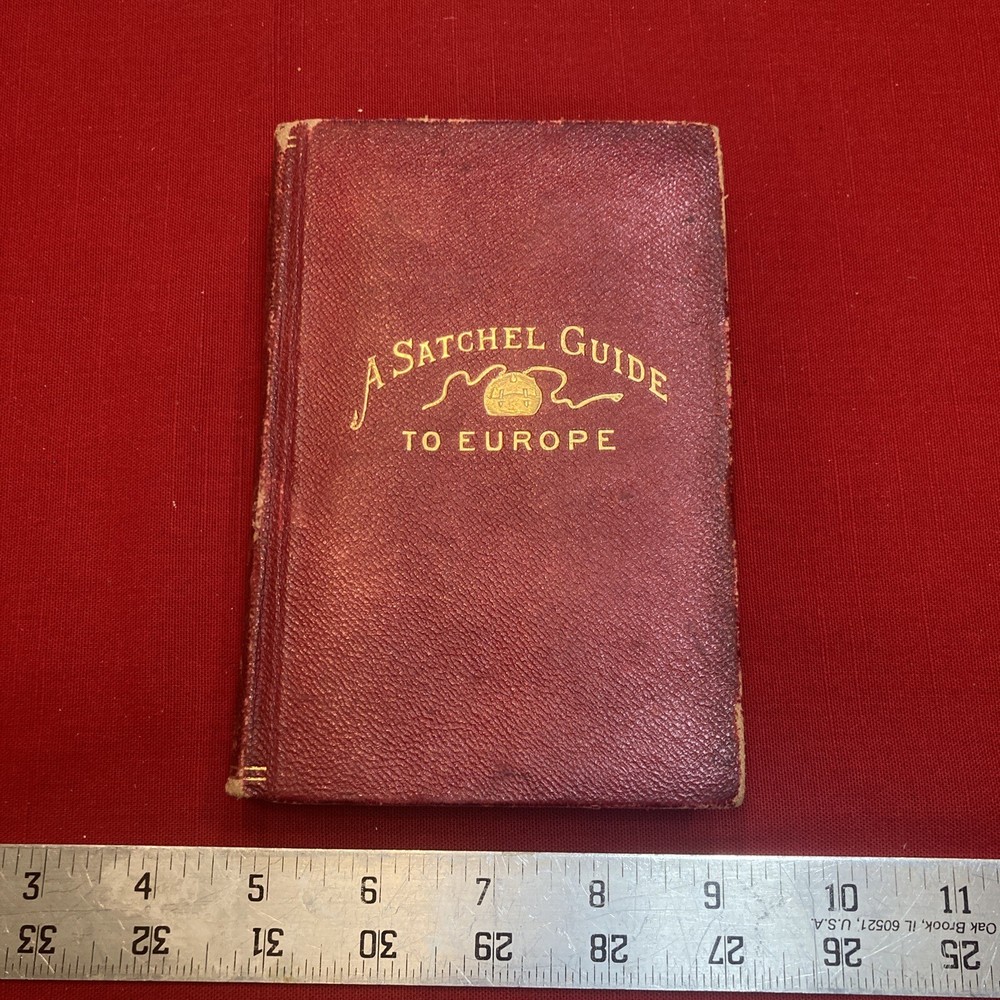 A SATCHEL GUIDE
TO EUROPE
3 4 5 6 7 8 9 10 11
Oak Brook, IL 60521, U.S.A
33 32 31 30 29 28 27 26 25